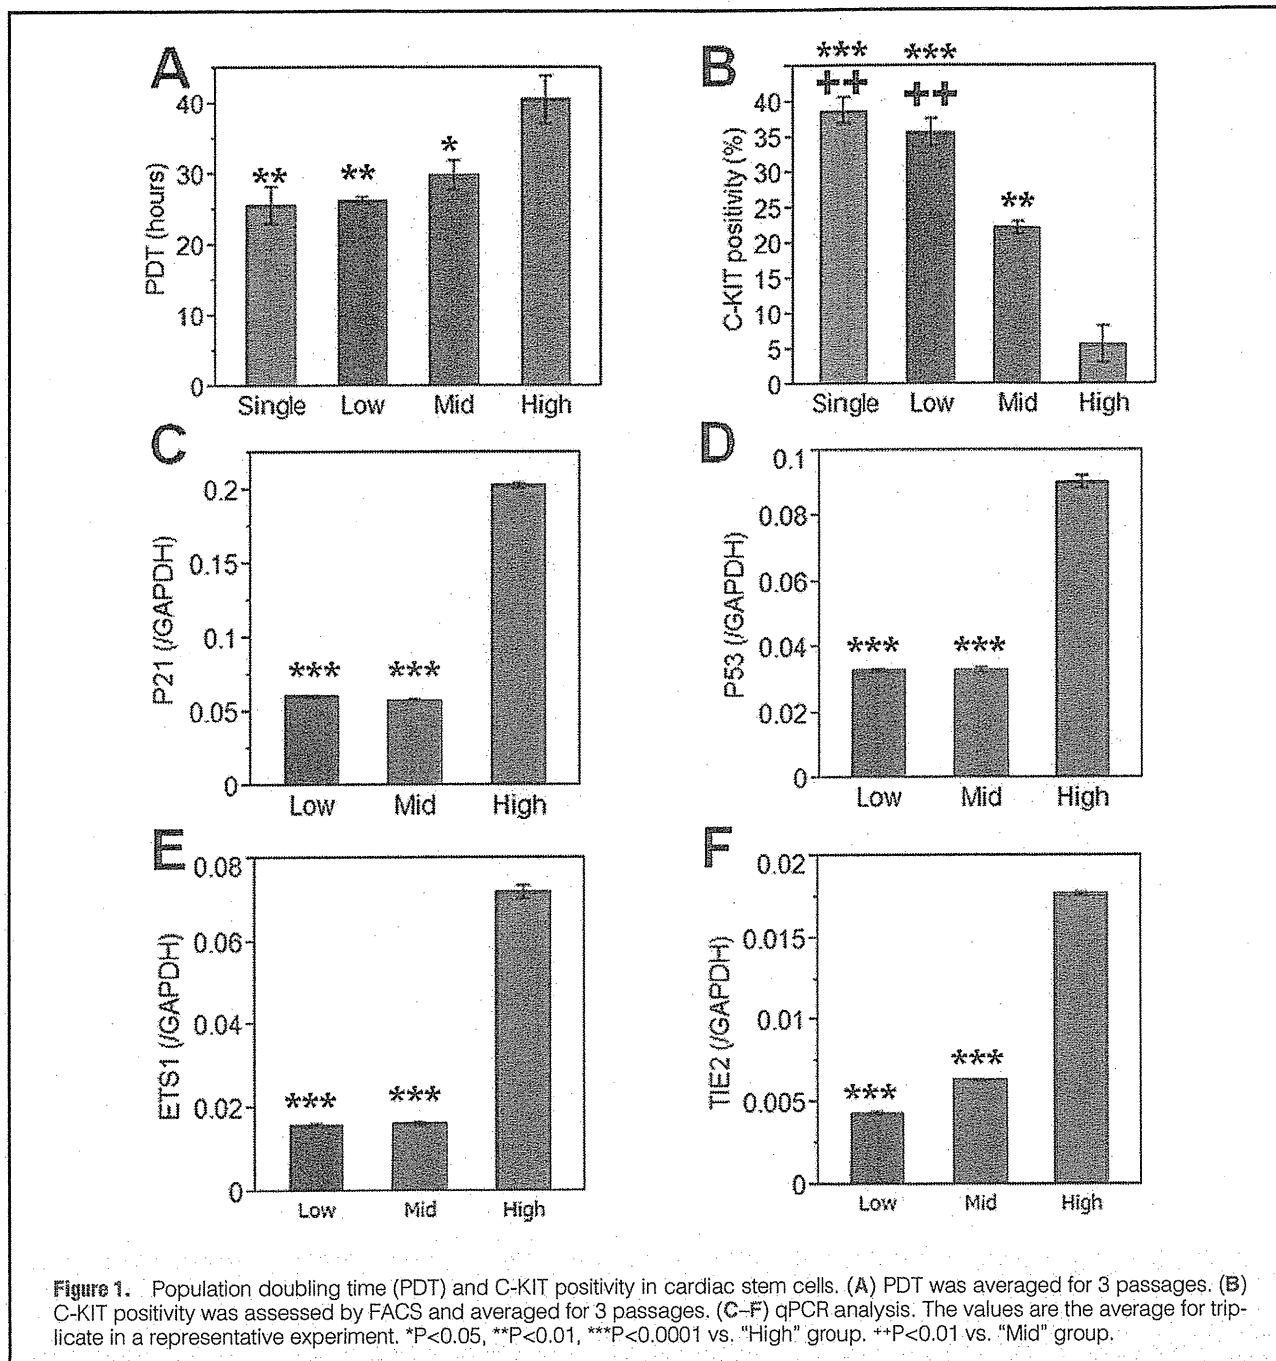 A
PDT (hours)
40
30
20
10
0
**
**
*
Single Low Mid High
B
C-KIT positivity (%)
40
35
30
25
20
15
10
5
0
***
++
***
++
**
Single Low Mid High
C
P21 (/GAPDH)
0.2
0.15
0.1
0.05
0
***
***
Low Mid High
D
P53 (/GAPDH)
0.1
0.08
0.06
0.04
0.02
0
***
***
Low Mid High
E
ETS1 (/GAPDH)
0.08
0.06
0.04
0.02
0
***
***
Low Mid High
F
TIE2 (/GAPDH)
0.02
0.015
0.01
0.005
0
***
***
Low Mid High
Figure 1. Population doubling time (PDT) and C-KIT positivity in cardiac stem cells. (A) PDT was averaged for 3 passages. (B)
C-KIT positivity was assessed by FACS and averaged for 3 passages. (C–F) qPCR analysis. The values are the average for trip-
licate in a representative experiment. *P<0.05, **P<0.01, ***P<0.0001 vs. "High" group. ++P<0.01 vs. "Mid" group.